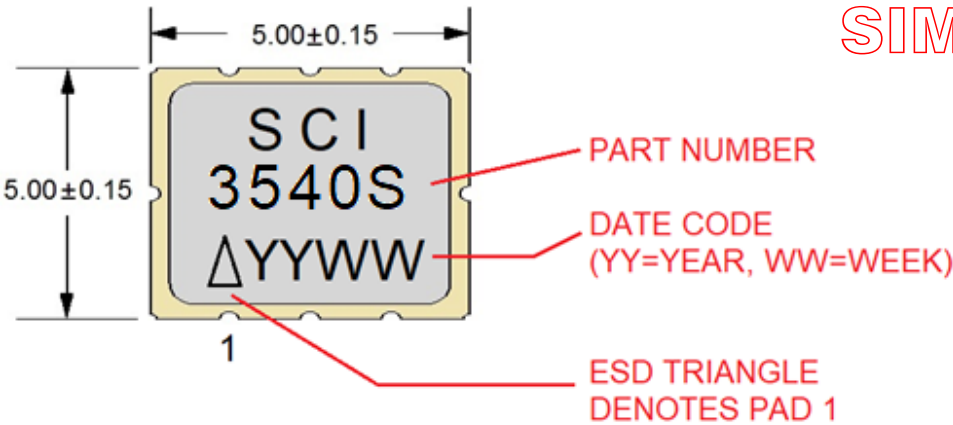 5.00±0.15
SIM
5.00±0.15
SCI
3540S
△YYWW
1
PART NUMBER
DATE CODE
(YY=YEAR, WW=WEEK)
ESD TRIANGLE
DENOTES PAD 1